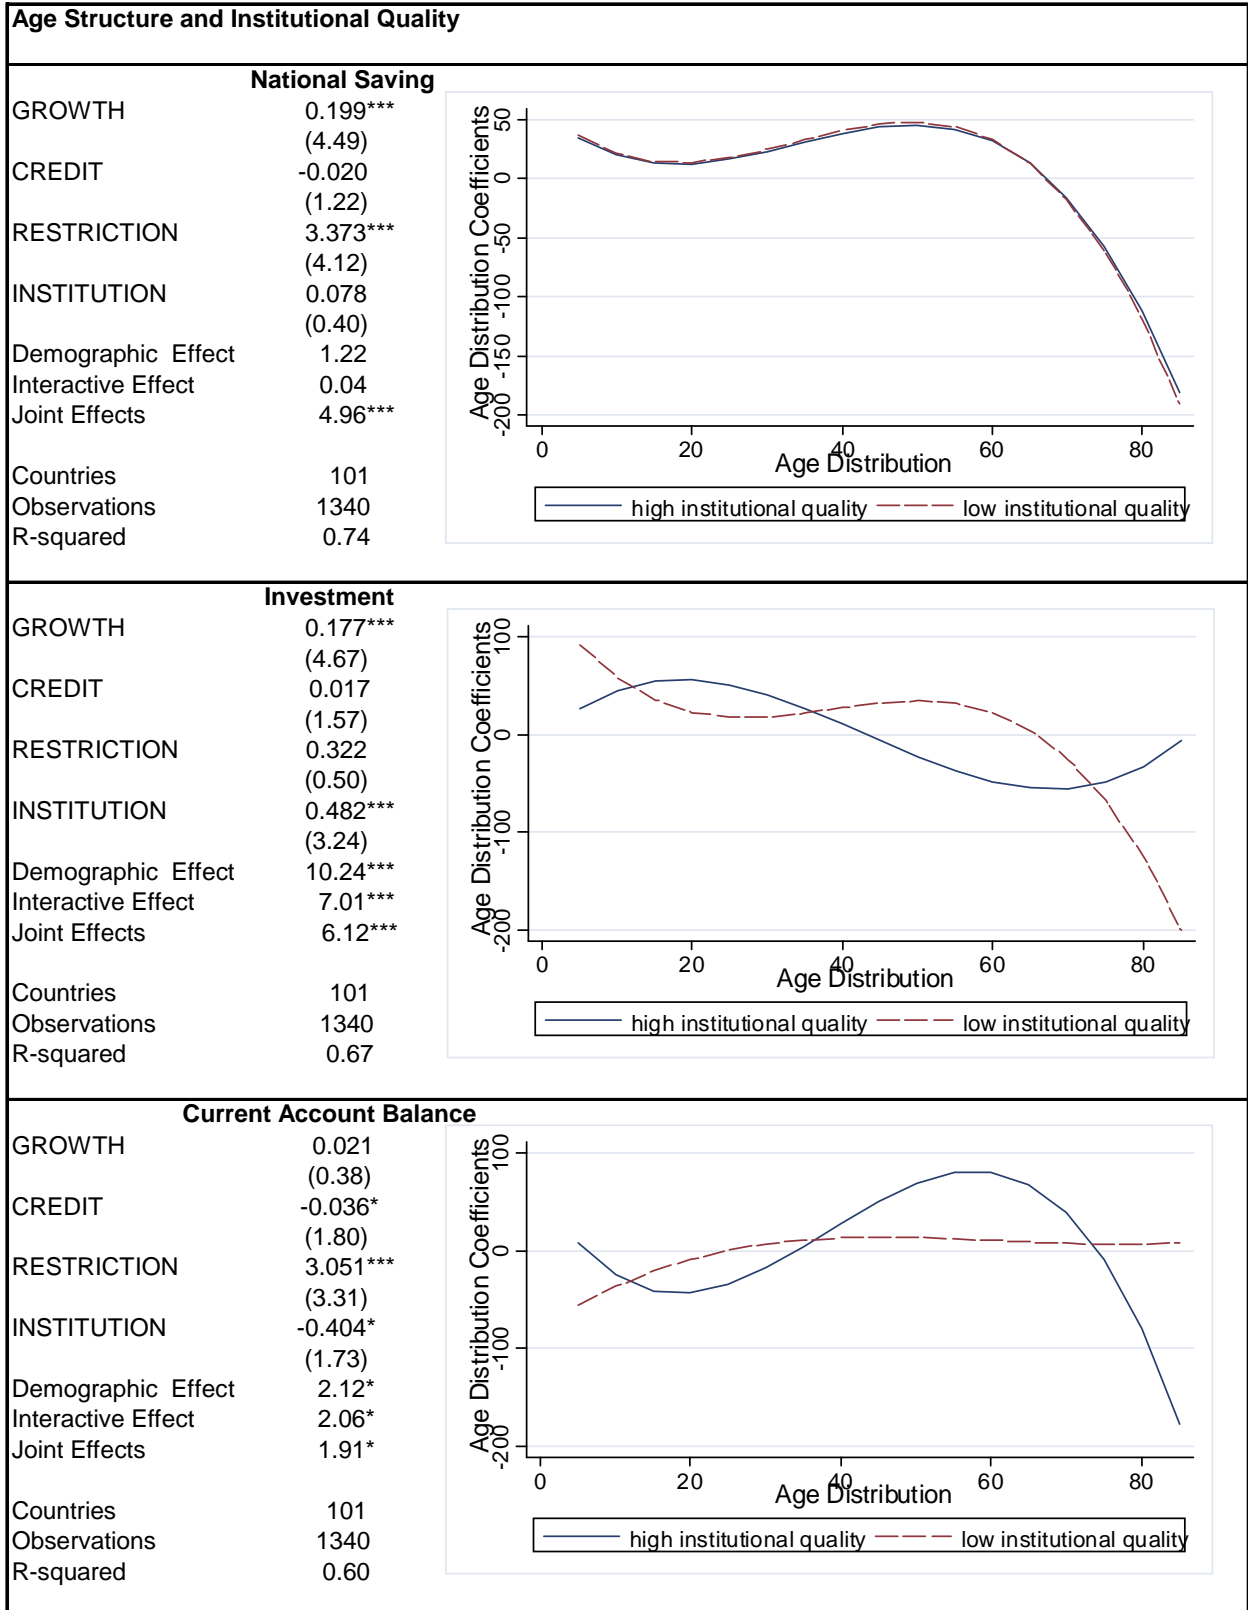 Age Structure and Institutional Quality
National Saving
GROWTH 0.199***
(4.49)
CREDIT -0.020
(1.22)
RESTRICTION 3.373***
(4.12)
INSTITUTION 0.078
(0.40)
Demographic Effect 1.22
Interactive Effect 0.04
Joint Effects 4.96***
Countries 101
Observations 1340
R-squared 0.74
Age Distribution Coefficients
50
0
-50
-100
-150
-200
0 20 40 60 80
Age Distribution
high institutional quality low institutional quality
Investment
GROWTH 0.177***
(4.67)
CREDIT 0.017
(1.57)
RESTRICTION 0.322
(0.50)
INSTITUTION 0.482***
(3.24)
Demographic Effect 10.24***
Interactive Effect 7.01***
Joint Effects 6.12***
Countries 101
Observations 1340
R-squared 0.67
Age Distribution Coefficients
100
0
-100
-200
0 20 40 60 80
Age Distribution
high institutional quality low institutional quality
Current Account Balance
GROWTH 0.021
(0.38)
CREDIT -0.036*
(1.80)
RESTRICTION 3.051***
(3.31)
INSTITUTION -0.404*
(1.73)
Demographic Effect 2.12*
Interactive Effect 2.06*
Joint Effects 1.91*
Countries 101
Observations 1340
R-squared 0.60
Age Distribution Coefficients
100
0
-100
-200
0 20 40 60 80
Age Distribution
high institutional quality low institutional quality